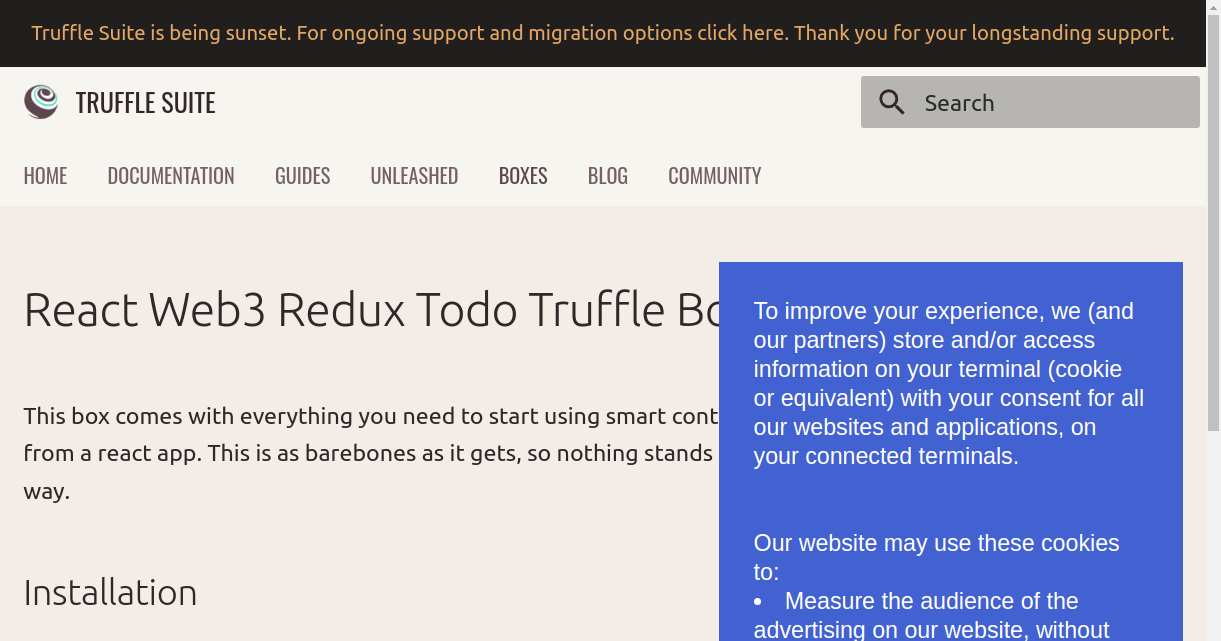 Truffle Suite is being sunset. For ongoing support and migration options click here. Thank you for your longstanding support.
TRUFFLE SUITE
Search
HOME DOCUMENTATION GUIDES UNLEASHED BOXES BLOG COMMUNITY
React Web3 Redux Todo Truffle
This box comes with everything you need to start using smart
from a react app. This is as barebones as it gets, so nothing stands
way.
Installation
To improve your experience, we (and
our partners) store and/or access
information on your terminal (cookie
or equivalent) with your consent for all
our websites and applications, on
your connected terminals.
Our website may use these cookies
to:
• Measure the audience of the
advertising on our website, without